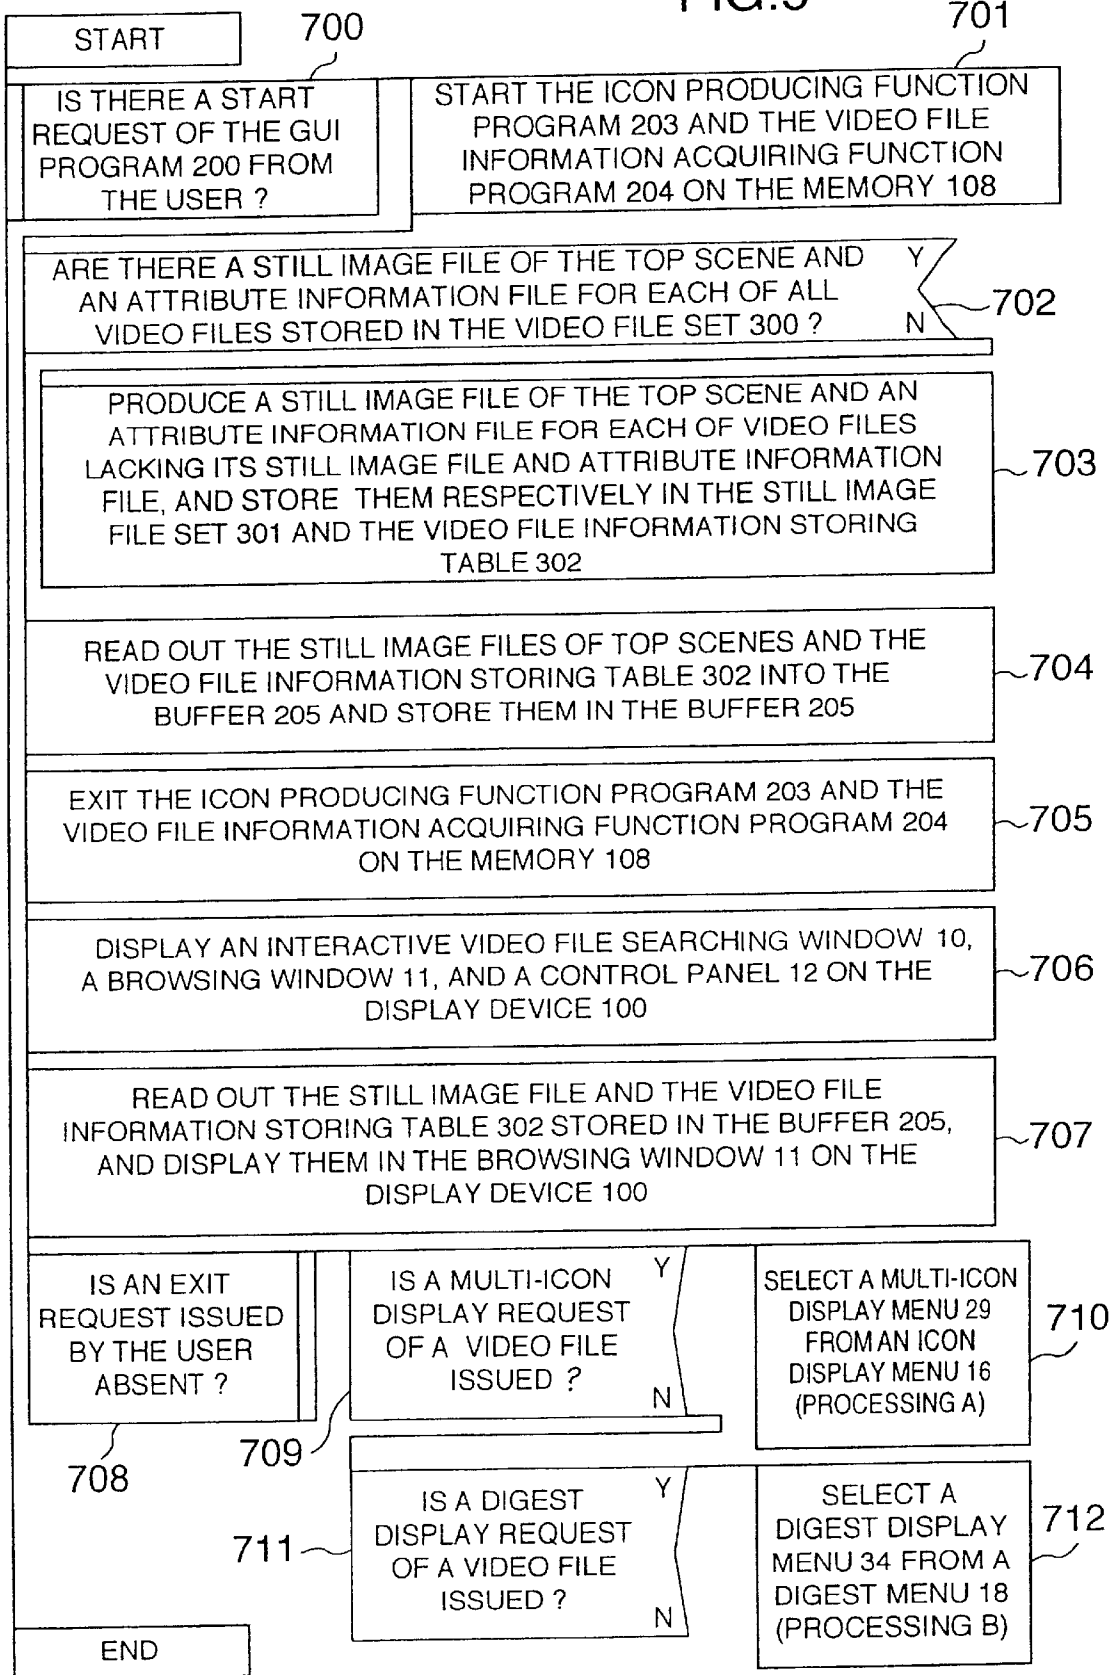 FIG.9
START
700
701
IS THERE A START
REQUEST OF THE GUI
PROGRAM 200 FROM
THE USER ?
START THE ICON PRODUCING FUNCTION
PROGRAM 203 AND THE VIDEO FILE
INFORMATION ACQUIRING FUNCTION
PROGRAM 204 ON THE MEMORY 108
ARE THERE A STILL IMAGE FILE OF THE TOP SCENE AND
AN ATTRIBUTE INFORMATION FILE FOR EACH OF ALL
VIDEO FILES STORED IN THE VIDEO FILE SET 300 ?
Y
N
702
PRODUCE A STILL IMAGE FILE OF THE TOP SCENE AND AN
ATTRIBUTE INFORMATION FILE FOR EACH OF VIDEO FILES
LACKING ITS STILL IMAGE FILE AND ATTRIBUTE INFORMATION
FILE, AND STORE THEM RESPECTIVELY IN THE STILL IMAGE
FILE SET 301 AND THE VIDEO FILE INFORMATION STORING
TABLE 302
703
READ OUT THE STILL IMAGE FILES OF TOP SCENES AND THE
VIDEO FILE INFORMATION STORING TABLE 302 INTO THE
BUFFER 205 AND STORE THEM IN THE BUFFER 205
704
EXIT THE ICON PRODUCING FUNCTION PROGRAM 203 AND THE
VIDEO FILE INFORMATION ACQUIRING FUNCTION PROGRAM 204
ON THE MEMORY 108
705
DISPLAY AN INTERACTIVE VIDEO FILE SEARCHING WINDOW 10,
A BROWSING WINDOW 11, AND A CONTROL PANEL 12 ON THE
DISPLAY DEVICE 100
706
READ OUT THE STILL IMAGE FILE AND THE VIDEO FILE
INFORMATION STORING TABLE 302 STORED IN THE BUFFER 205,
AND DISPLAY THEM IN THE BROWSING WINDOW 11 ON THE
DISPLAY DEVICE 100
707
IS AN EXIT
REQUEST ISSUED
BY THE USER
ABSENT ?
708
IS A MULTI-ICON
DISPLAY REQUEST
OF A VIDEO FILE
ISSUED ?
Y
N
709
SELECT A MULTI-ICON
DISPLAY MENU 29
FROM AN ICON
DISPLAY MENU 16
(PROCESSING A)
710
IS A DIGEST
DISPLAY REQUEST
OF A VIDEO FILE
ISSUED ?
Y
N
711
SELECT A
DIGEST DISPLAY
MENU 34 FROM A
DIGEST MENU 18
(PROCESSING B)
712
END